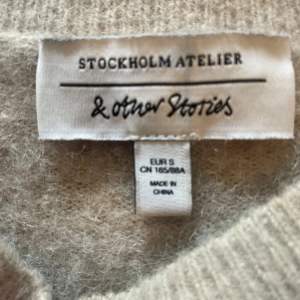 STOCKHOLM ATELIER
& other Stories
EUR S
CN 165/88A
MADE IN
CHINA